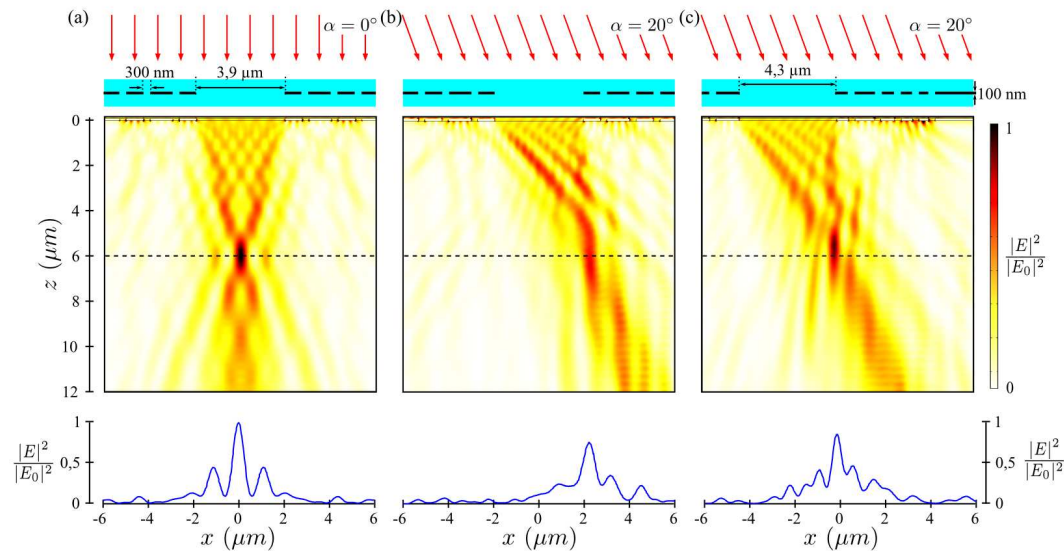 (a) α = 0° (b) α = 20° (c) α = 20°
300 nm 3,9 µm 4,3 µm
100 nm
0 1
2
4
z (µm) 6 |E|²/|E₀|²
8
10
12 0
1 1
|E|²/|E₀|² 0,5 0,5 |E|²/|E₀|²
0 0
-6 -4 -2 0 2 4 6 -6 -4 -2 0 2 4 6 -6 -4 -2 0 2 4 6
x (µm) x (µm) x (µm)